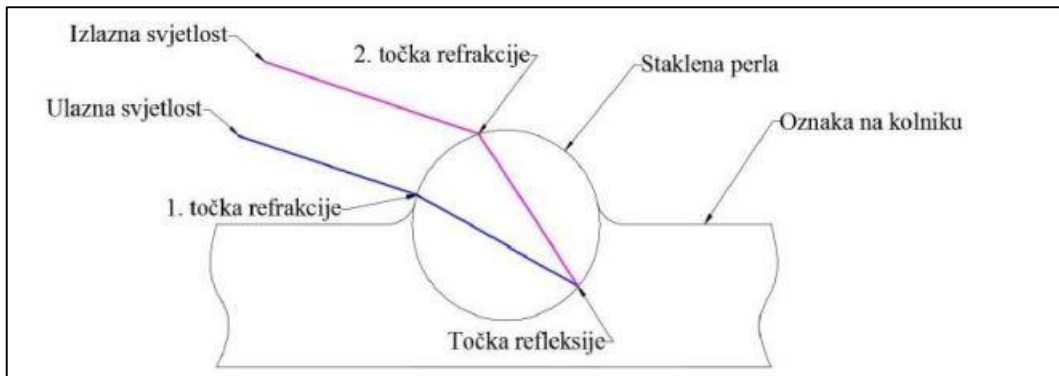 Izlazna svjetlost
2. točka refrakcije
Staklena perla
Ulazna svjetlost
Oznaka na kolniku
1. točka refrakcije
Točka refleksije